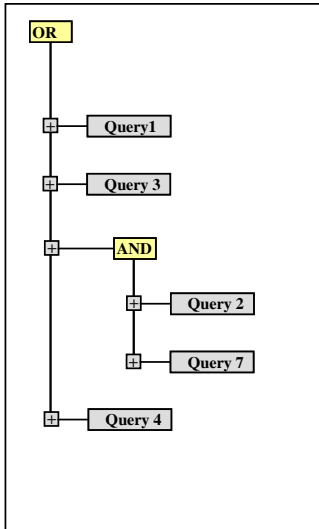 OR
+ Query1
+ Query 3
+ AND
+ Query 2
+ Query 7
+ Query 4